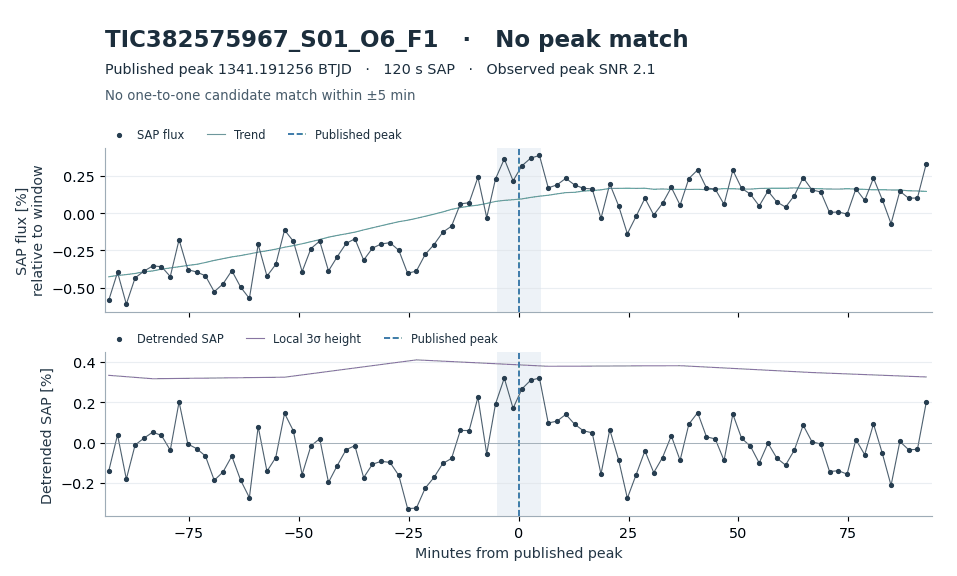 TIC382575967_S01_O6_F1 · No peak match
Published peak 1341.191256 BTJD · 120 s SAP · Observed peak SNR 2.1
No one-to-one candidate match within ±5 min
SAP flux Trend Published peak
SAP flux [%]
relative to window
0.25
0.00
−0.25
−0.50
Detrended SAP Local 3σ height Published peak
Detrended SAP [%]
0.4
0.2
0.0
−0.2
−75 −50 −25 0 25 50 75
Minutes from published peak